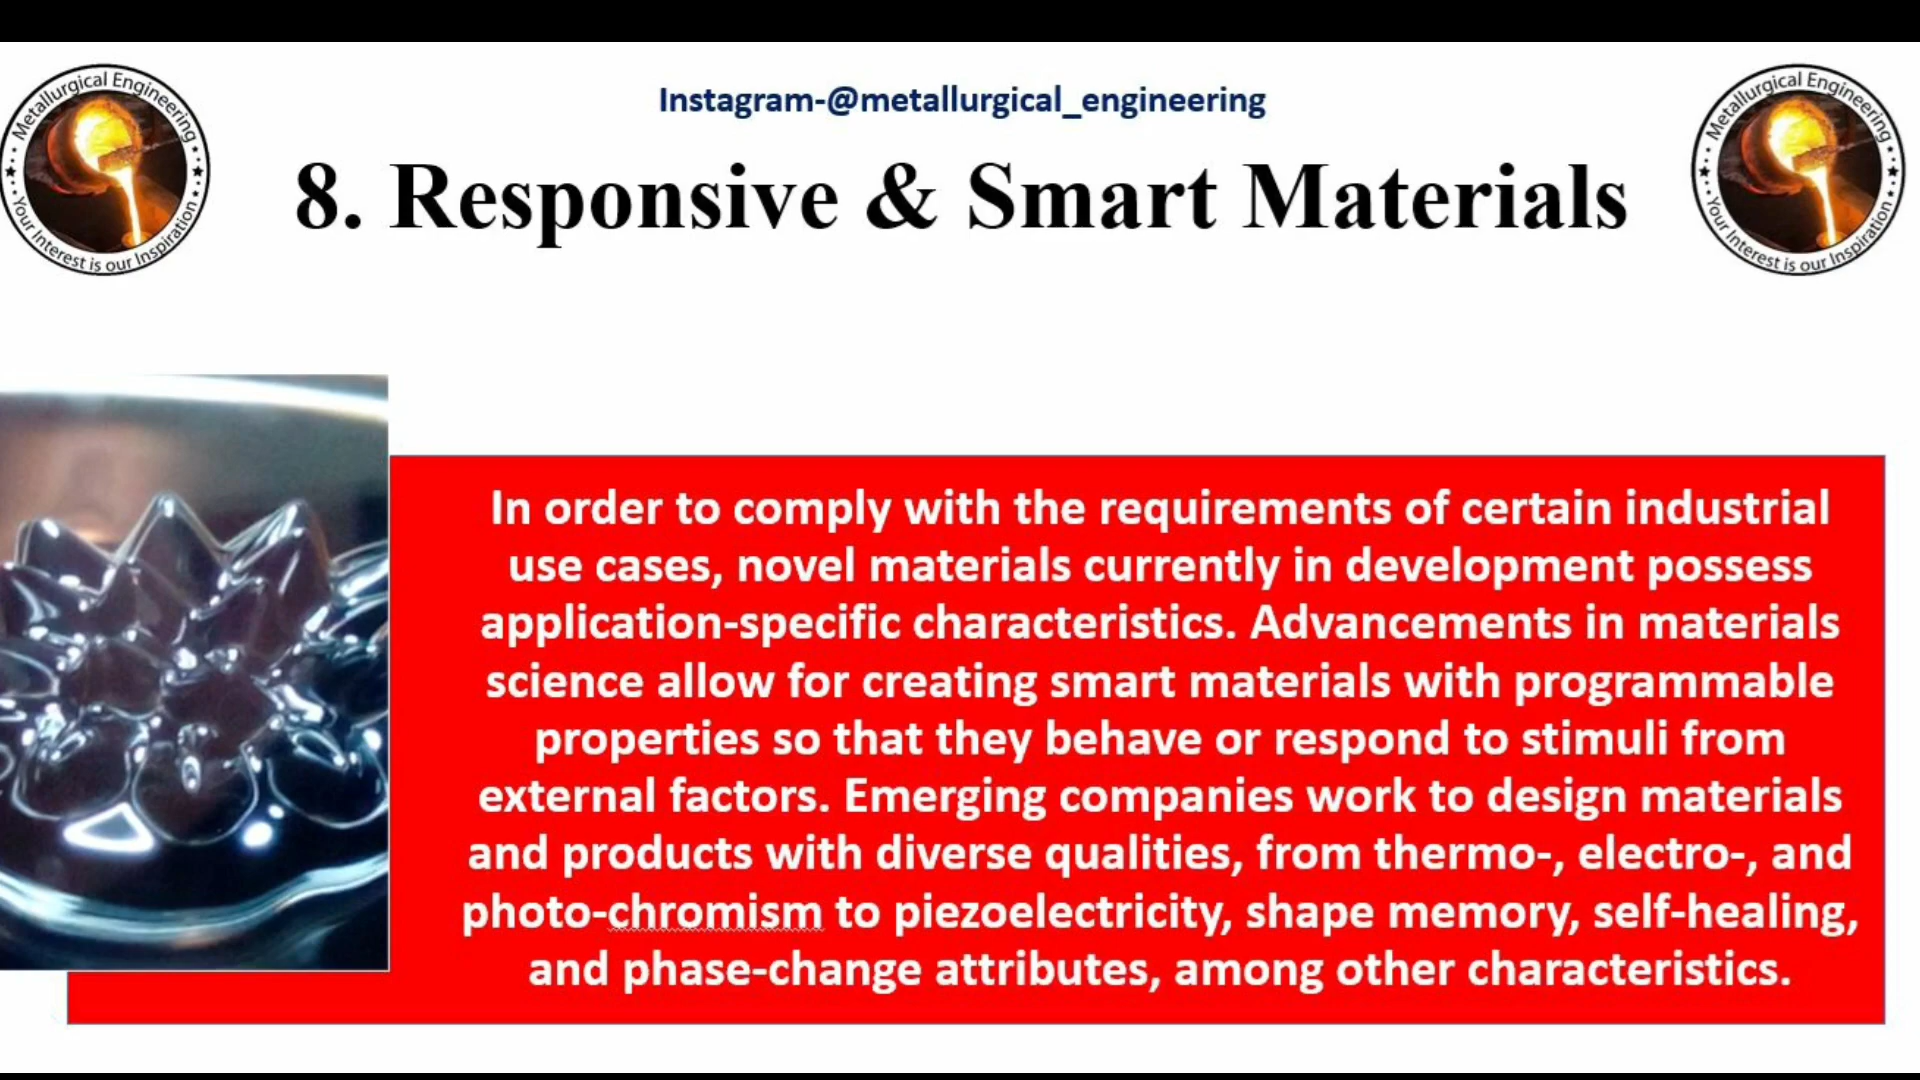 Metallurgical Engineering
Your Interest is our Inspiration
Instagram-@metallurgical_engineering
Metallurgical Engineering
Your Interest is our Inspiration
8. Responsive & Smart Materials
In order to comply with the requirements of certain industrial
use cases, novel materials currently in development possess
application-specific characteristics. Advancements in materials
science allow for creating smart materials with programmable
properties so that they behave or respond to stimuli from
external factors. Emerging companies work to design materials
and products with diverse qualities, from thermo-, electro-, and
photo-chromism to piezoelectricity, shape memory, self-healing,
and phase-change attributes, among other characteristics.